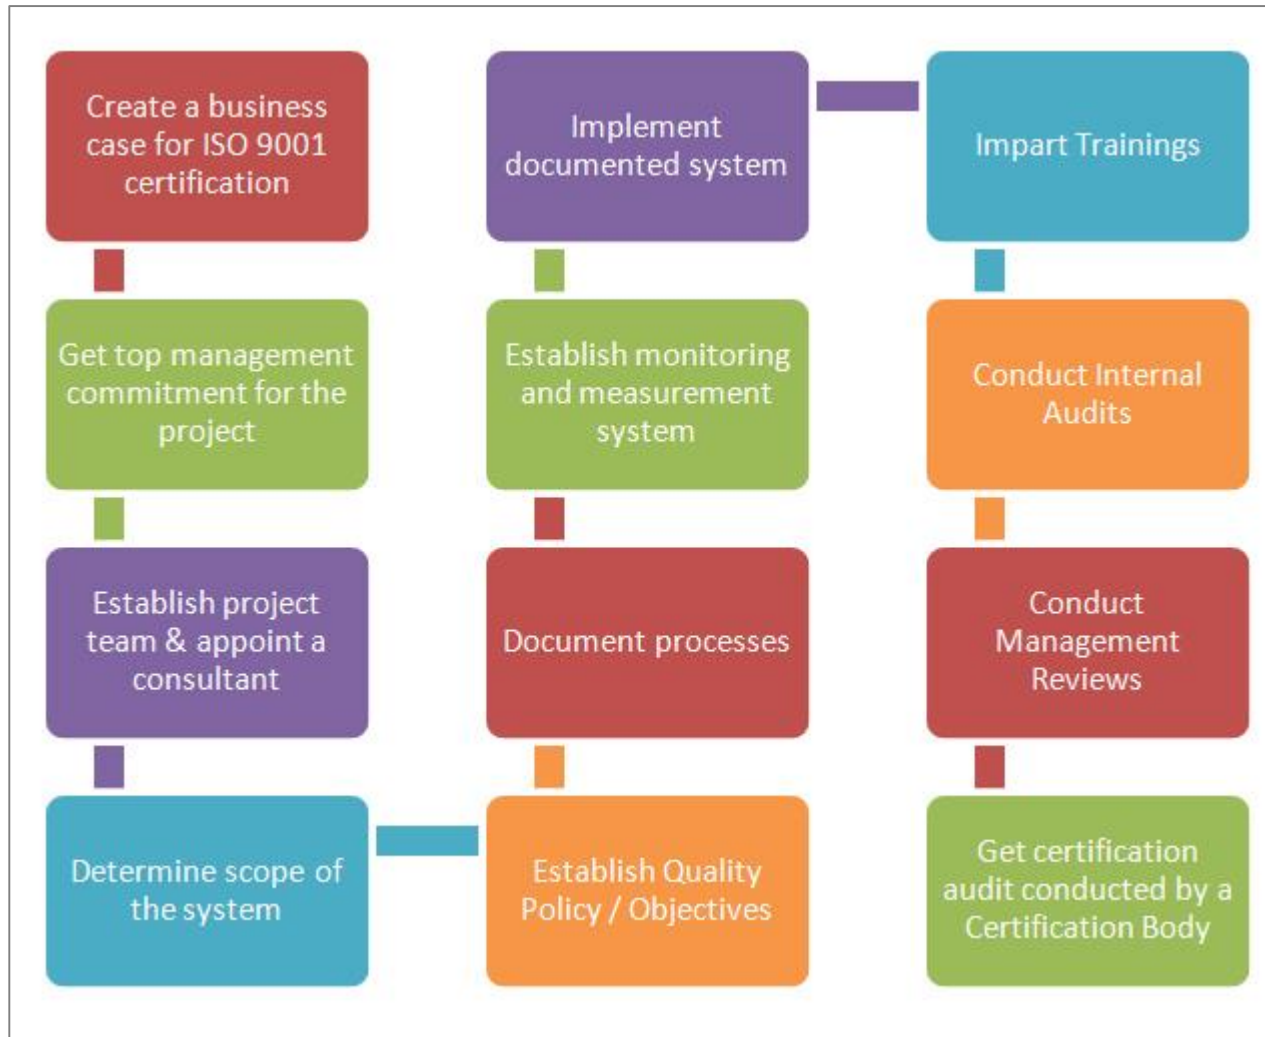 Create a business
case for ISO 9001
certification
Get top management
commitment for the
project
Establish project
team & appoint a
consultant
Determine scope of
the system
Establish Quality
Policy / Objectives
Document processes
Establish monitoring
and measurement
system
Implement
documented system
Impart Trainings
Conduct Internal
Audits
Conduct
Management
Reviews
Get certification
audit conducted by a
Certification Body